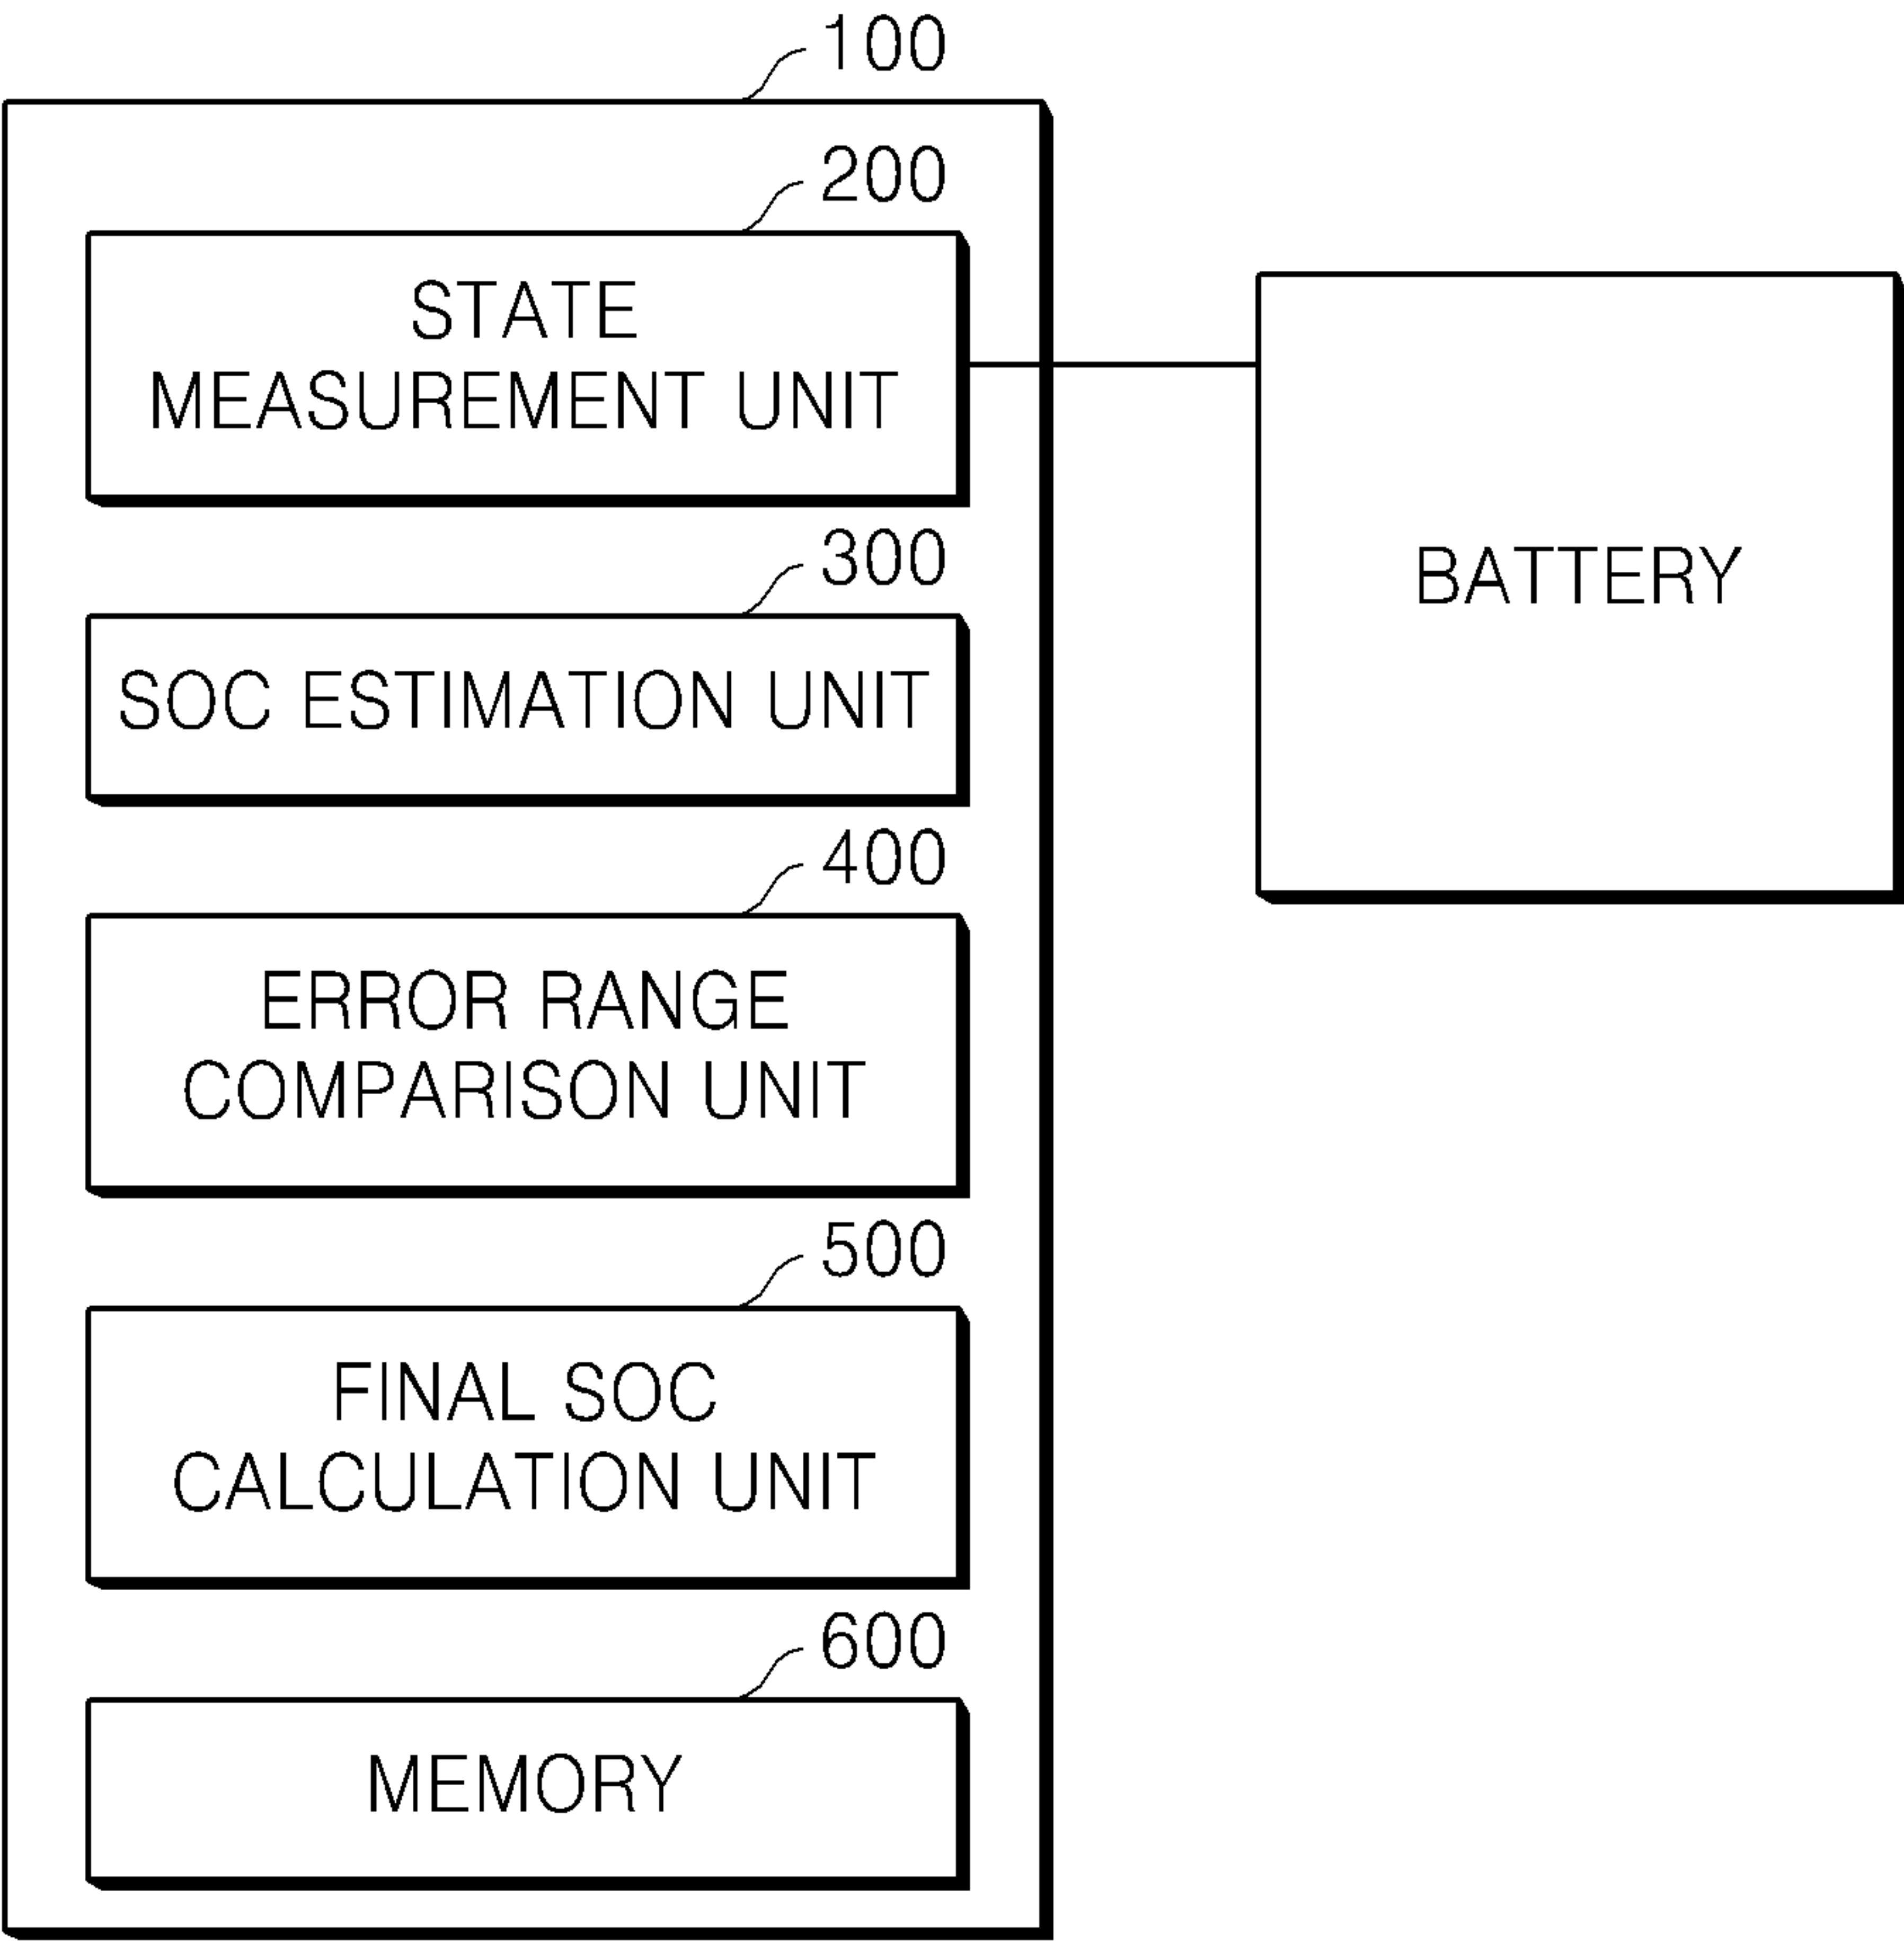 100
200
STATE
MEASUREMENT UNIT
300
SOC ESTIMATION UNIT
400
ERROR RANGE
COMPARISON UNIT
500
FINAL SOC
CALCULATION UNIT
600
MEMORY
BATTERY